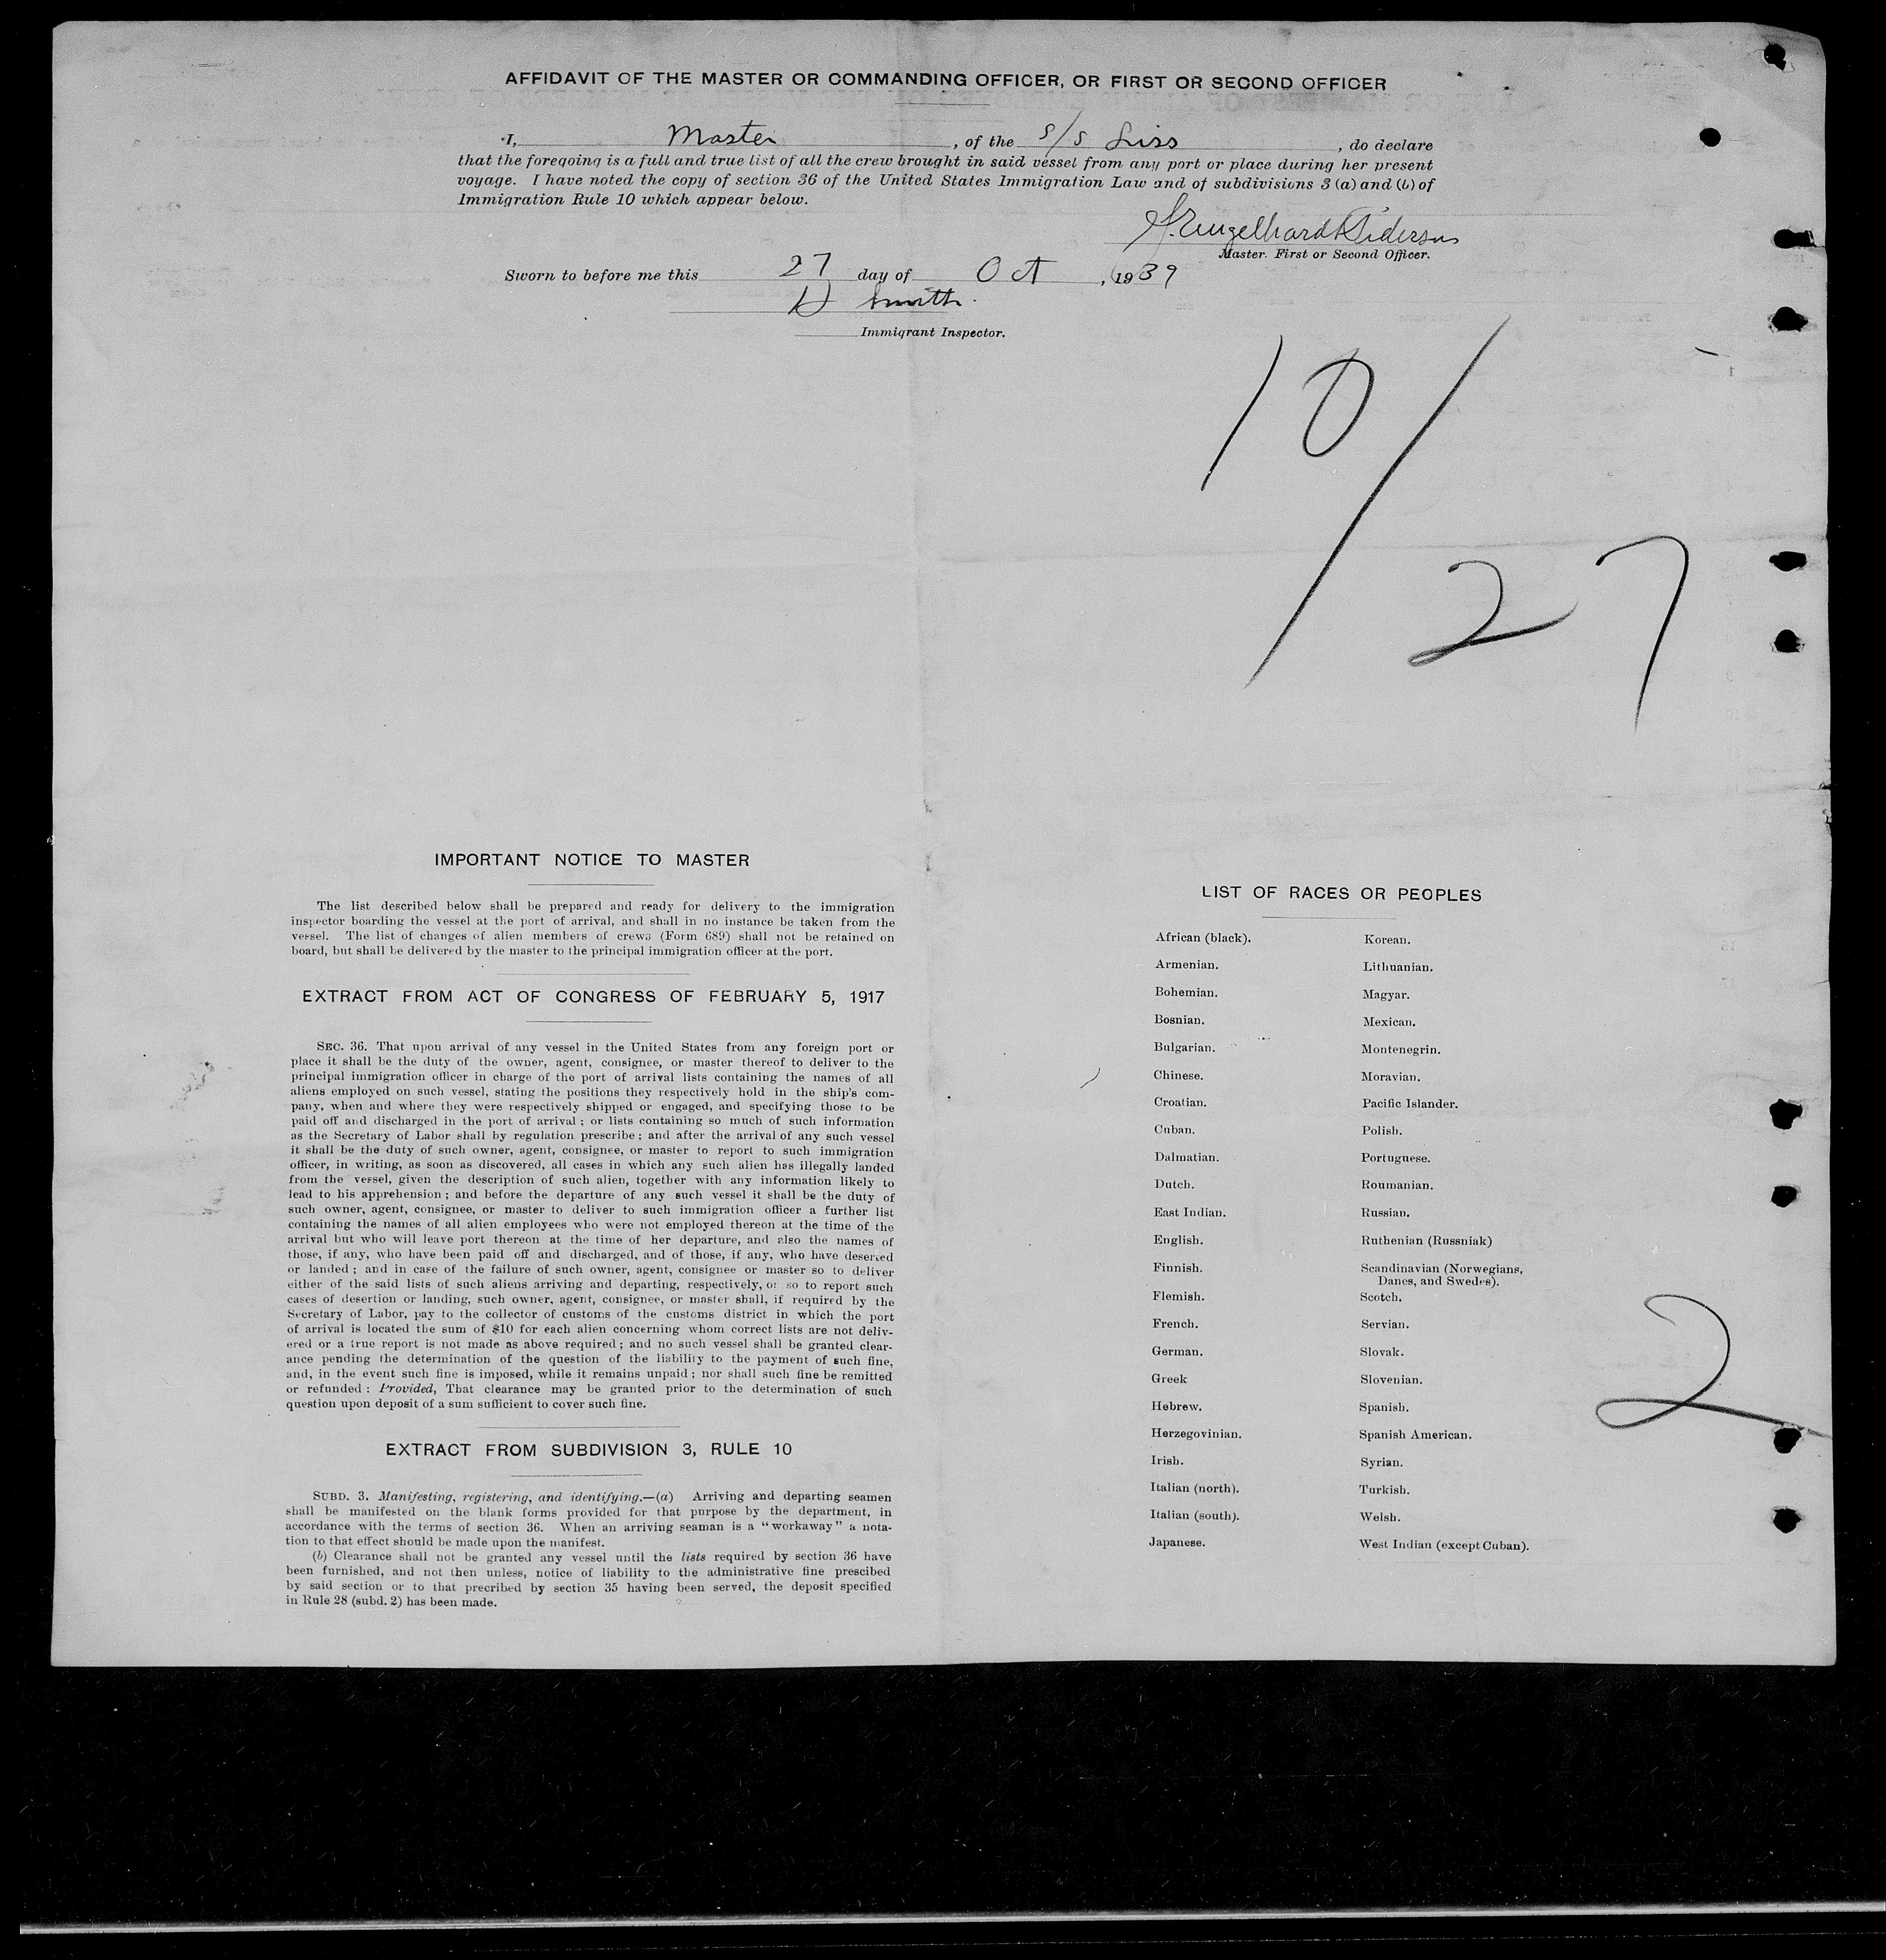 AFFIDAVIT OF THE MASTER OR COMMANDING OFFICER, OR FIRST OR SECOND OFFICER
I, Master, of the S/S Liss, do declare
that the foregoing is a full and true list of all the crew brought in said vessel from any port or place during her present
voyage. I have noted the copy of section 36 of the United States Immigration Law and of subdivisions 3 (a) and (b) of
Immigration Rule 10 which appear below.
Master. First or Second Officer.
Sworn to before me this 27 day of Oct, 1939
Smith.
Immigrant Inspector.
10/27
IMPORTANT NOTICE TO MASTER
The list described below shall be prepared and ready for delivery to the immigration
inspector boarding the vessel at the port of arrival, and shall in no instance be taken from the
vessel. The list of changes of alien members of crews (Form 689) shall not be retained on
board, but shall be delivered by the master to the principal immigration officer at the port.
EXTRACT FROM ACT OF CONGRESS OF FEBRUARY 5, 1917
SEC. 36. That upon arrival of any vessel in the United States from any foreign port or
place it shall be the duty of the owner, agent, consignee, or master thereof to deliver to the
principal immigration officer in charge of the port of arrival lists containing the names of all
aliens employed on such vessel, stating the positions they respectively hold in the ship's com-
pany, when and where they were respectively shipped or engaged, and specifying those to be
paid off and discharged in the port of arrival; or lists containing so much of such information
as the Secretary of Labor shall by regulation prescribe; and after the arrival of any such vessel
it shall be the duty of such owner, agent, consignee, or master to report to such immigration
officer, in writing, as soon as discovered, all cases in which any such alien has illegally landed
from the vessel, given the description of such alien, together with any information likely to
lead to his apprehension; and before the departure of any such vessel it shall be the duty of
such owner, agent, consignee, or master to deliver to such immigration officer a further list
containing the names of all alien employees who were not employed thereon at the time of the
arrival but who will leave port thereon at the time of her departure, and also the names of
those, if any, who have been paid off and discharged, and of those, if any, who have deserted
or landed; and in case of the failure of such owner, agent, consignee or master so to deliver
either of the said lists of such aliens arriving and departing, respectively, or so to report such
cases of desertion or landing, such owner, agent, consignee, or master shall, if required by the
Secretary of Labor, pay to the collector of customs of the customs district in which the port
of arrival is located the sum of $10 for each alien concerning whom correct lists are not deliv-
ered or a true report is not made as above required; and no such vessel shall be granted clear-
ance pending the determination of the question of the liability to the payment of such fine,
and, in the event such fine is imposed, while it remains unpaid; nor shall such fine be remitted
or refunded: Provided, That clearance may be granted prior to the determination of such
question upon deposit of a sum sufficient to cover such fine.
EXTRACT FROM SUBDIVISION 3, RULE 10
SUBD. 3. Manifesting, registering, and identifying.—(a) Arriving and departing seamen
shall be manifested on the blank forms provided for that purpose by the department, in
accordance with the terms of section 36. When an arriving seaman is a "workaway" a nota-
tion to that effect should be made upon the manifest.
(b) Clearance shall not be granted any vessel until the lists required by section 36 have
been furnished, and not then unless, notice of liability to the administrative fine prescibed
by said section or to that precribed by section 35 having been served, the deposit specified
in Rule 28 (subd. 2) has been made.
LIST OF RACES OR PEOPLES
African (black).
Armenian.
Bohemian.
Bosnian.
Bulgarian.
Chinese.
Croatian.
Cuban.
Dalmatian.
Dutch.
East Indian.
English.
Finnish.
Flemish.
French.
German.
Greek
Hebrew.
Herzegovinian.
Irish.
Italian (north).
Italian (south).
Japanese.
Korean.
Lithuanian.
Magyar.
Mexican.
Montenegrin.
Moravian.
Pacific Islander.
Polish.
Portuguese.
Roumanian.
Russian.
Ruthenian (Russniak)
Scandinavian (Norwegians,
Danes, and Swedes).
Scotch.
Servian.
Slovak.
Slovenian.
Spanish.
Spanish American.
Syrian.
Turkish.
Welsh.
West Indian (except Cuban).
2